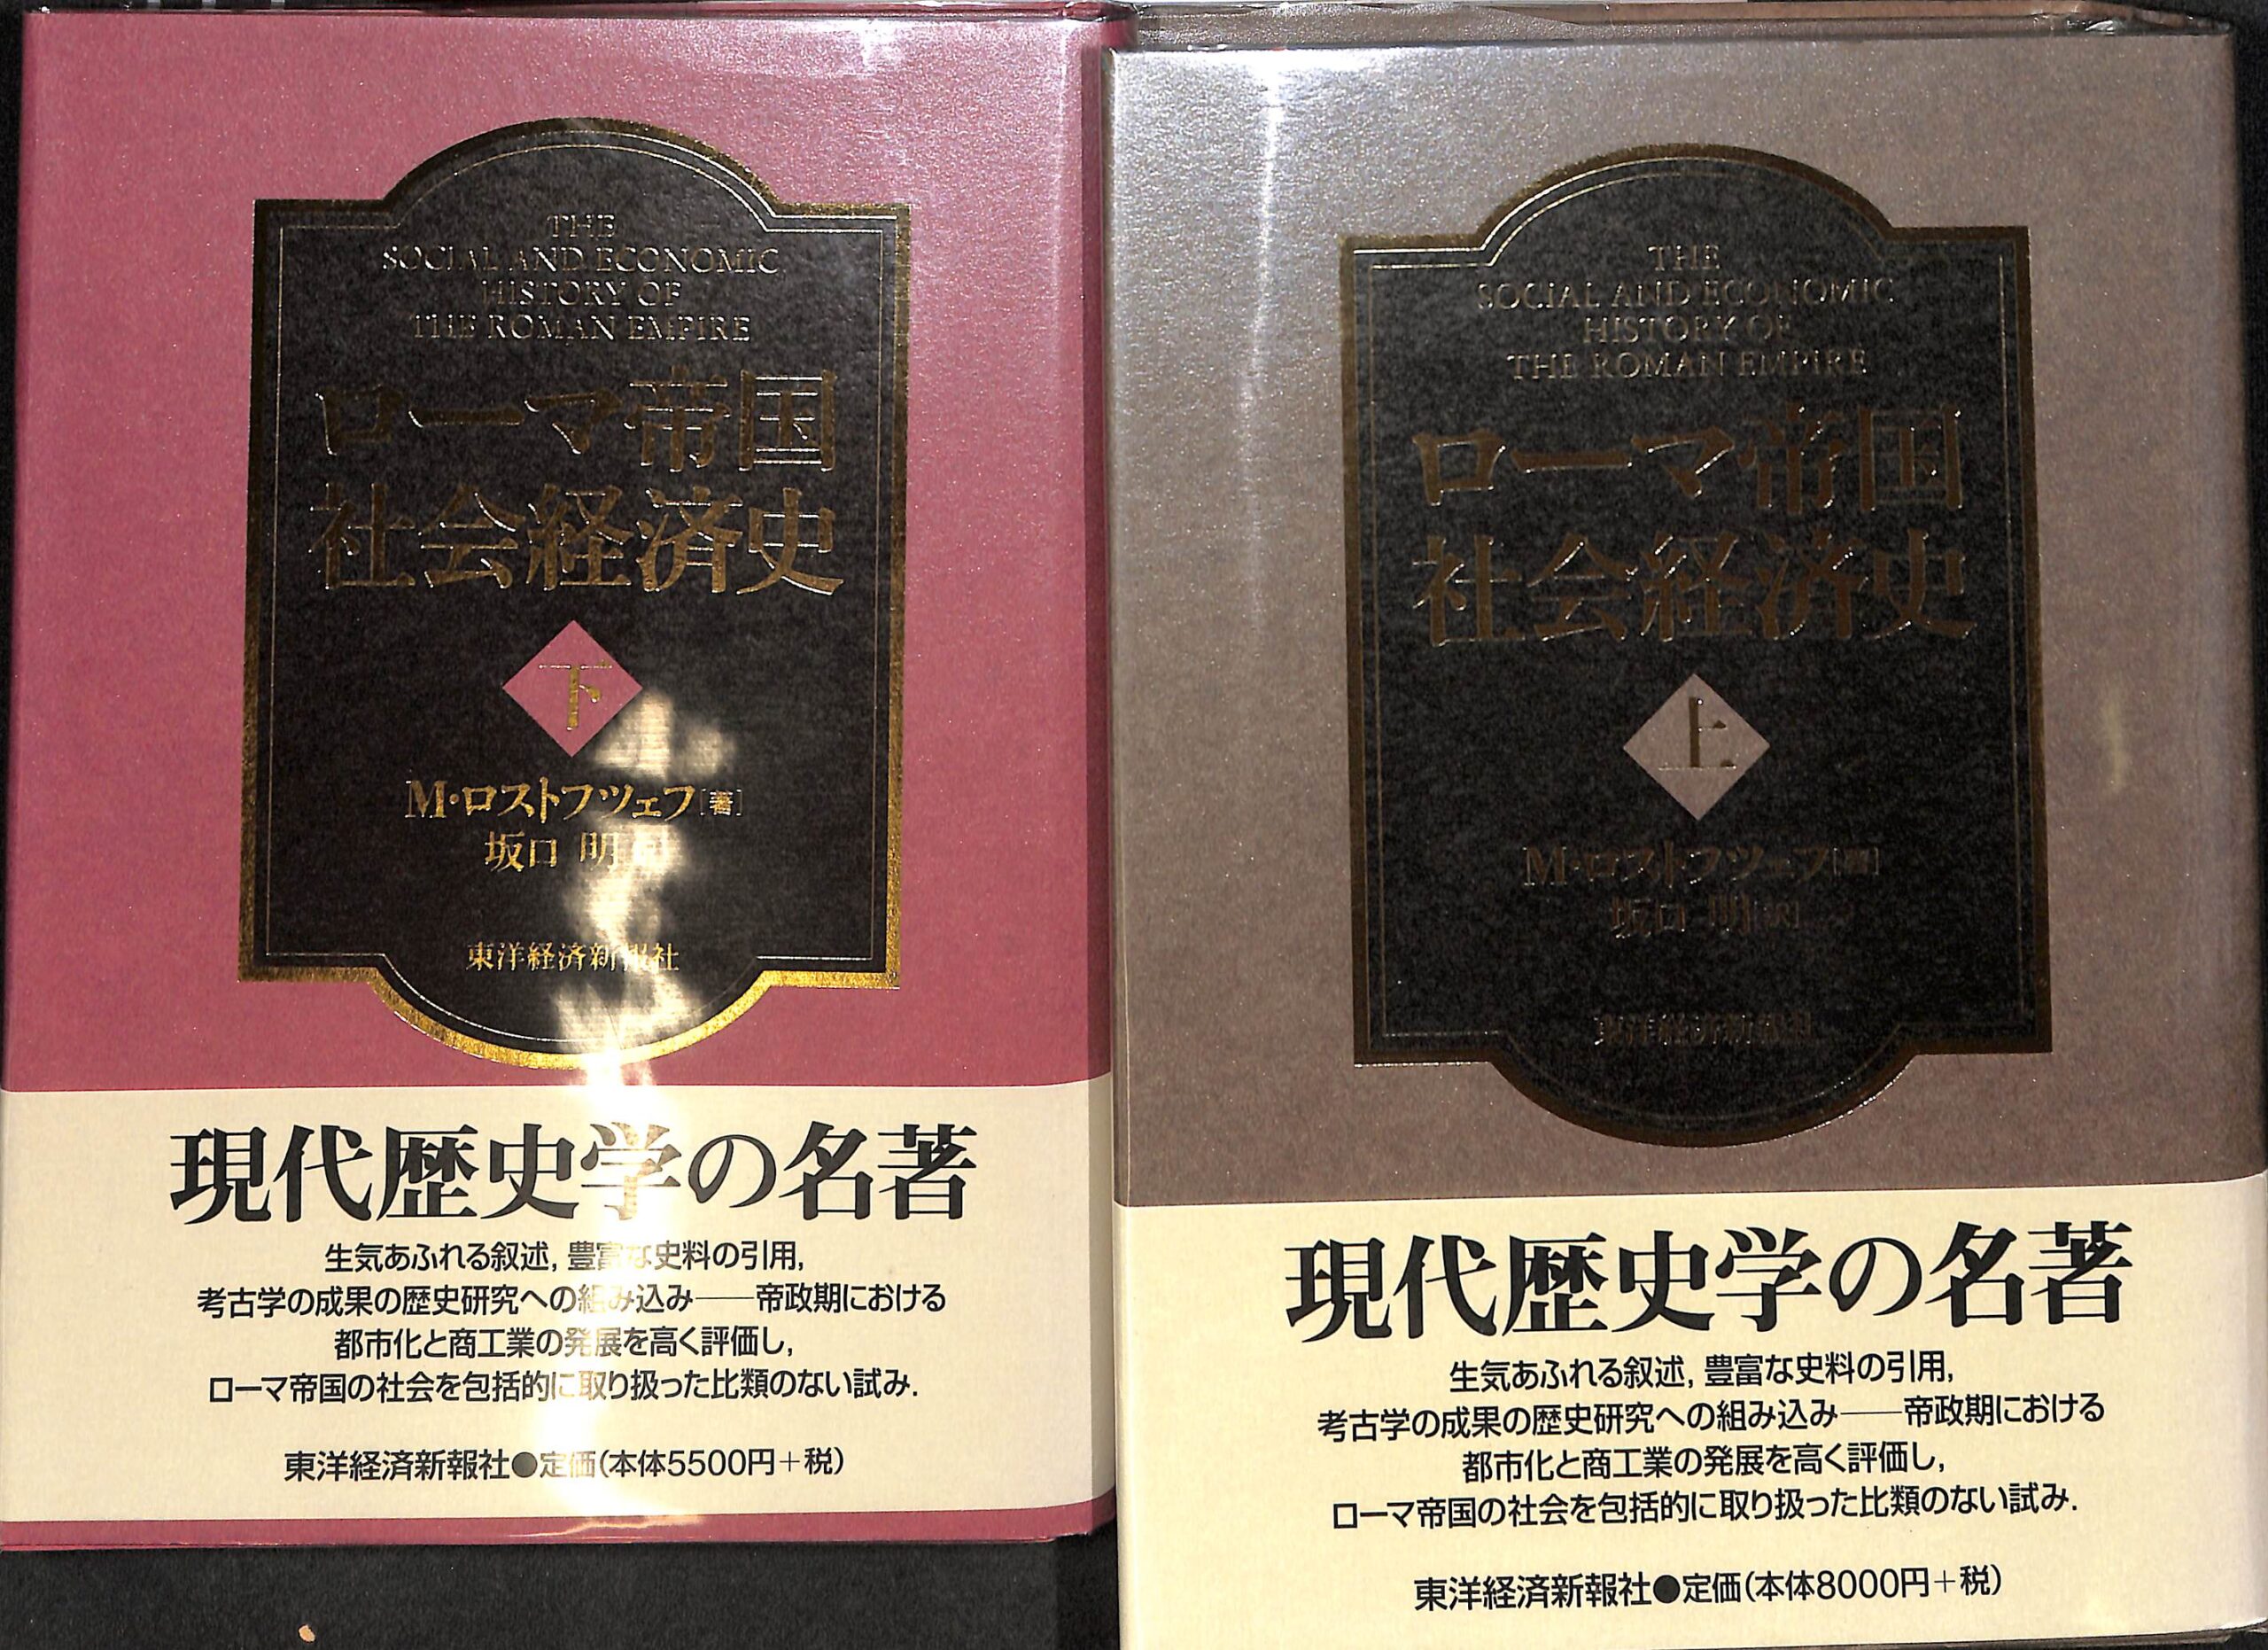 THE
SOCIAL AND ECONOMIC
HISTORY OF
THE ROMAN EMPIRE
ローマ帝国
社会経済史
下
M・ロストフツェフ[著]
坂口 明
東洋経済新報社
現代歴史学の名著
生気あふれる叙述, 豊富な史料の引用,
考古学の成果の歴史研究への組み込み――帝政期における
都市化と商工業の発展を高く評価し,
ローマ帝国の社会を包括的に取り扱った比類のない試み.
東洋経済新報社●定価(本体5500円+税)
THE
SOCIAL AND ECONOMIC
HISTORY OF
THE ROMAN EMPIRE
ローマ帝国
社会経済史
上
M・ロストフツェフ[著]
坂口 明[訳]
東洋経済新報社
現代歴史学の名著
生気あふれる叙述, 豊富な史料の引用,
考古学の成果の歴史研究への組み込み――帝政期における
都市化と商工業の発展を高く評価し,
ローマ帝国の社会を包括的に取り扱った比類のない試み.
東洋経済新報社●定価(本体8000円+税)